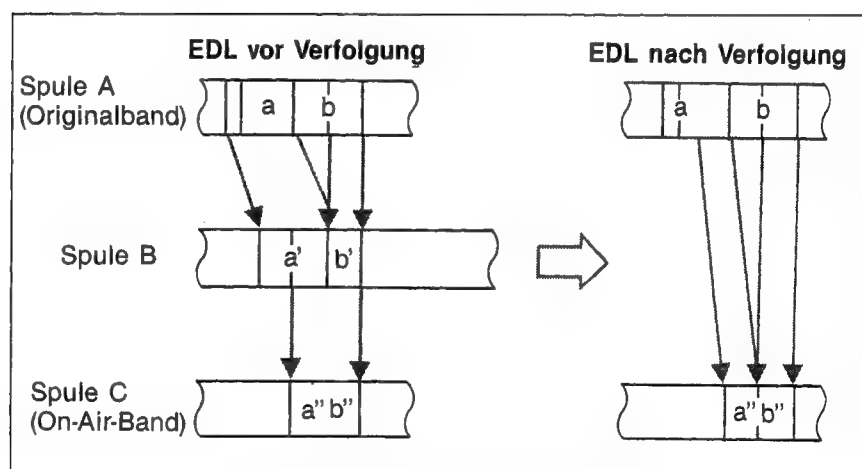 EDL vor Verfolgung
EDL nach Verfolgung
Spule A
(Originalband)
a b
a b
Spule B
a' b'
Spule C
(On-Air-Band)
a" b"
a" b"